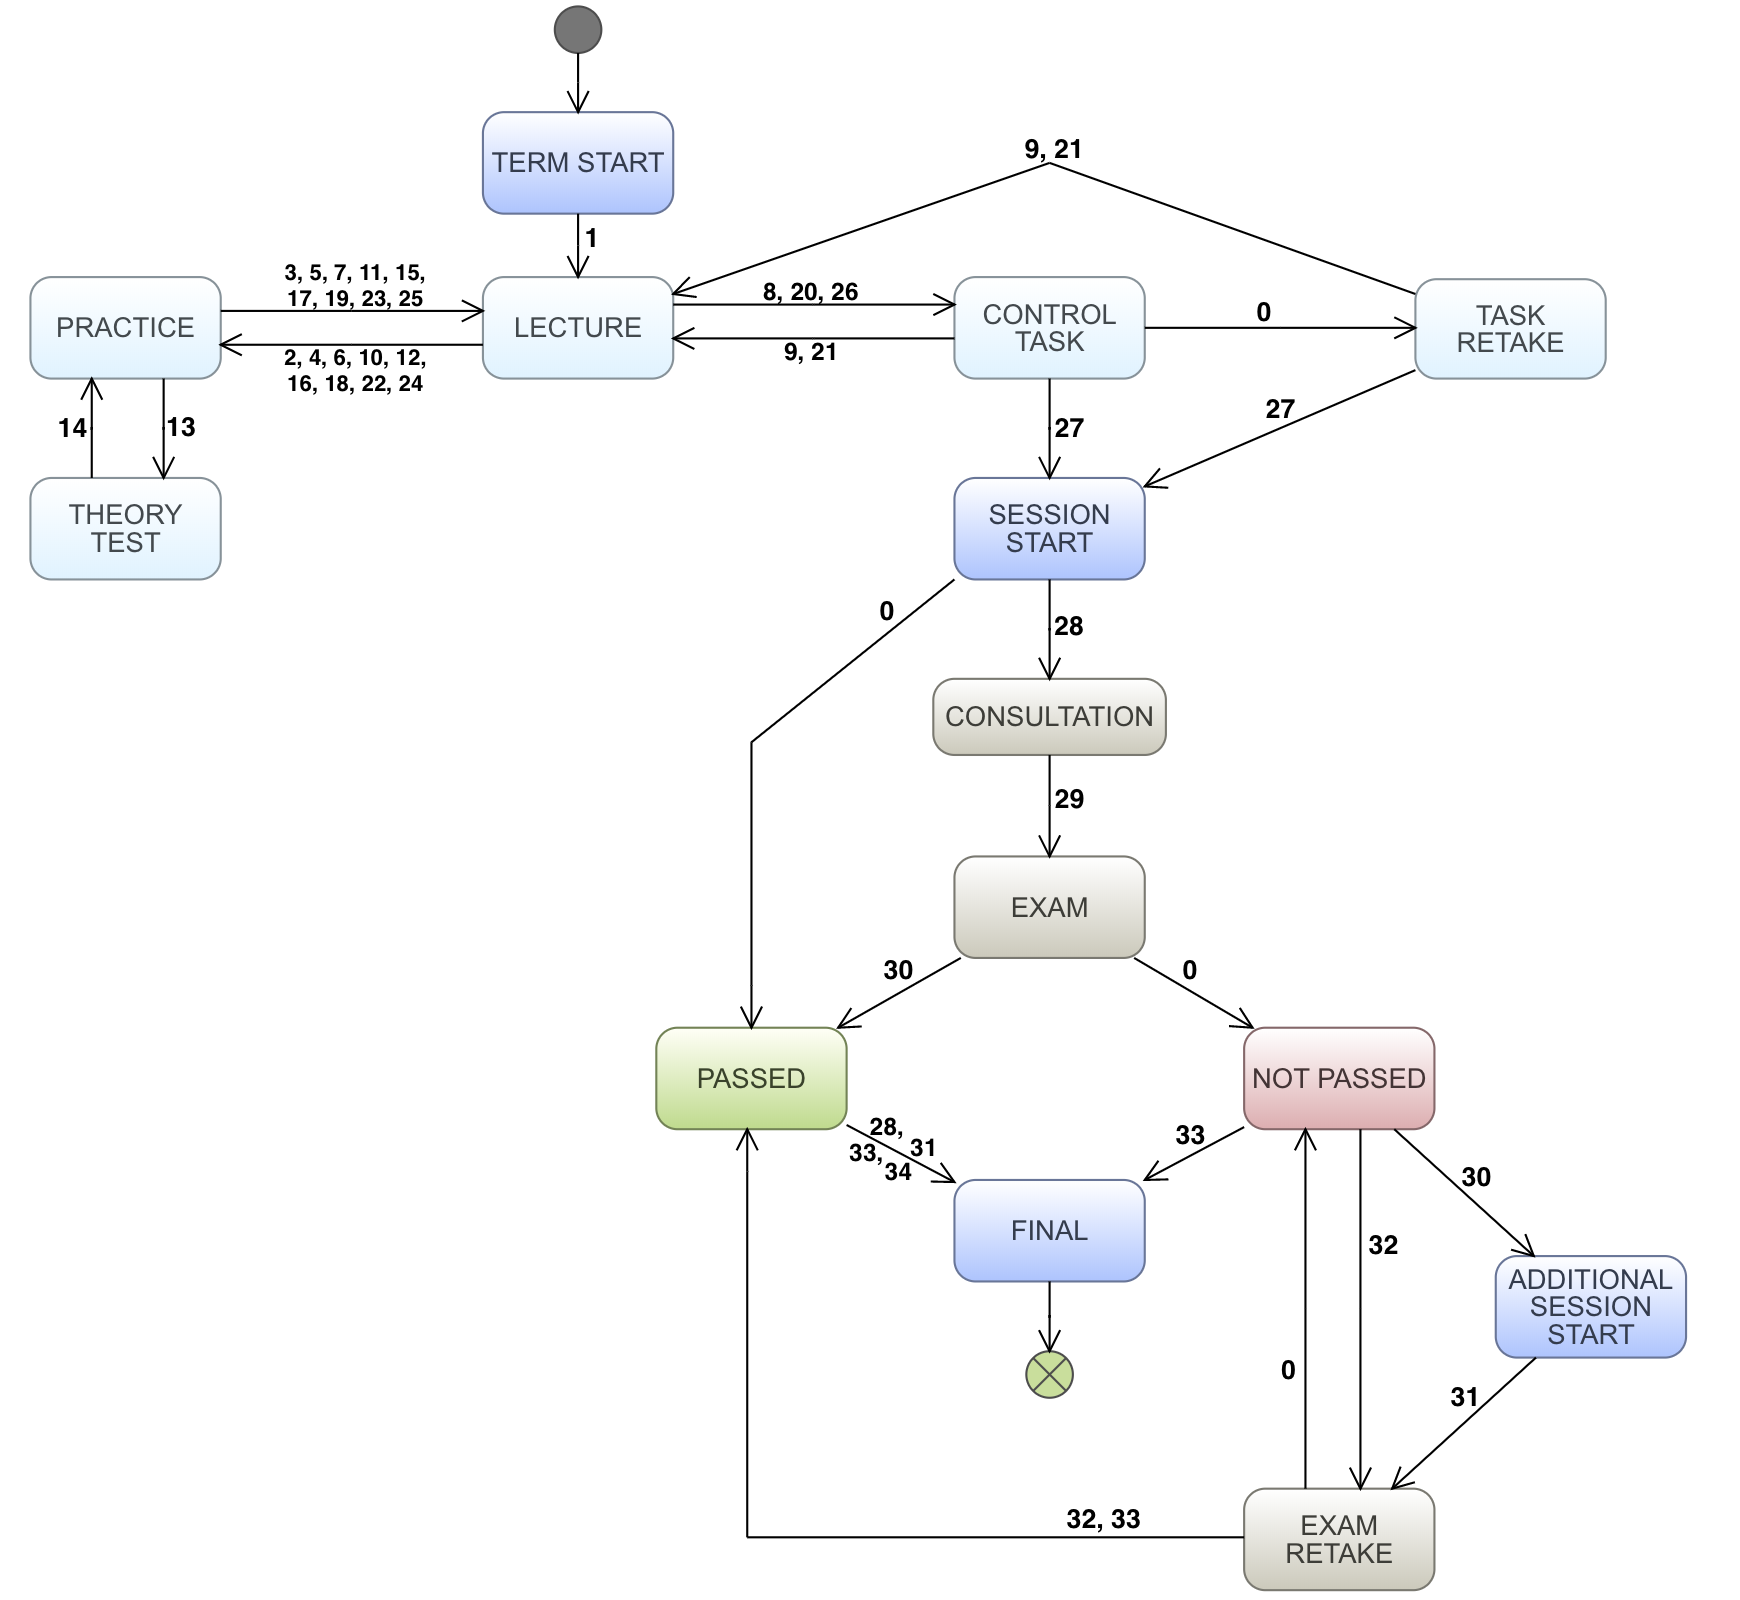 TERM START
9, 21
1
3, 5, 7, 11, 15,
17, 19, 23, 25
PRACTICE
LECTURE
8, 20, 26
CONTROL
TASK
0
TASK
RETAKE
9, 21
2, 4, 6, 10, 12,
16, 18, 22, 24
14
13
27
27
THEORY
TEST
SESSION
START
0
28
CONSULTATION
29
EXAM
30
0
PASSED
NOT PASSED
28,
33,
31
34
33
30
FINAL
32
ADDITIONAL
SESSION
START
0
31
32, 33
EXAM
RETAKE